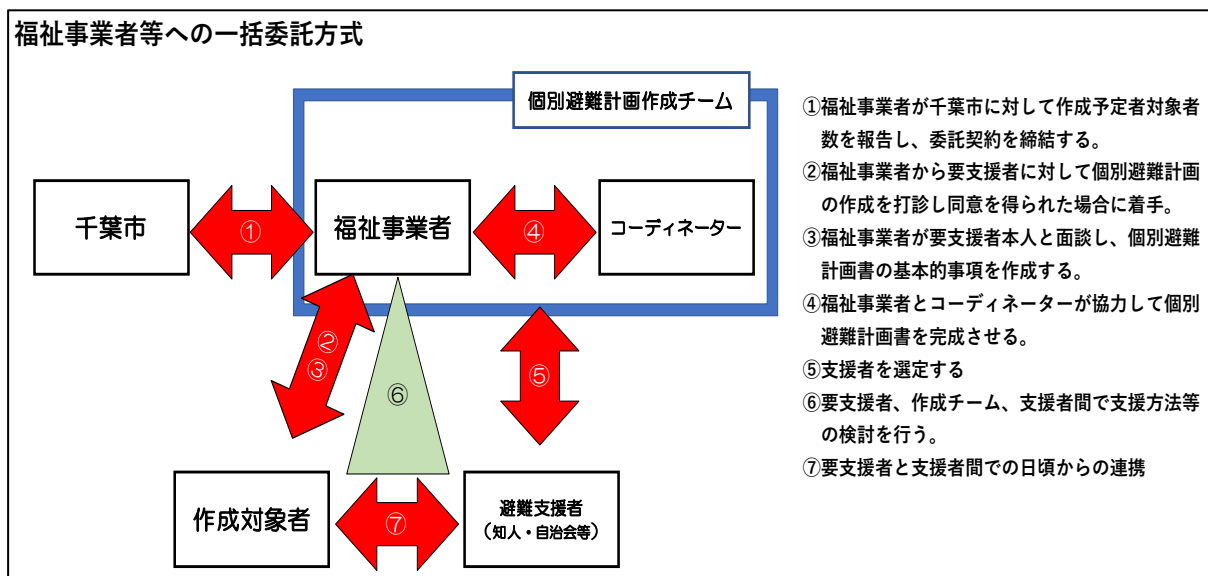 福祉事業者等への一括委託方式
個別避難計画作成チーム
千葉市
①
福祉事業者
④
コーディネーター
②
③
⑥
⑤
作成対象者
⑦
避難支援者
（知人・自治会等）
①福祉事業者が千葉市に対して作成予定者対象者
数を報告し、委託契約を締結する。
②福祉事業者から要支援者に対して個別避難計画
の作成を打診し同意を得られた場合に着手。
③福祉事業者が要支援者本人と面談し、個別避難
計画書の基本的事項を作成する。
④福祉事業者とコーディネーターが協力して個別
避難計画書を完成させる。
⑤支援者を選定する
⑥要支援者、作成チーム、支援者間で支援方法等
の検討を行う。
⑦要支援者と支援者間での日頃からの連携